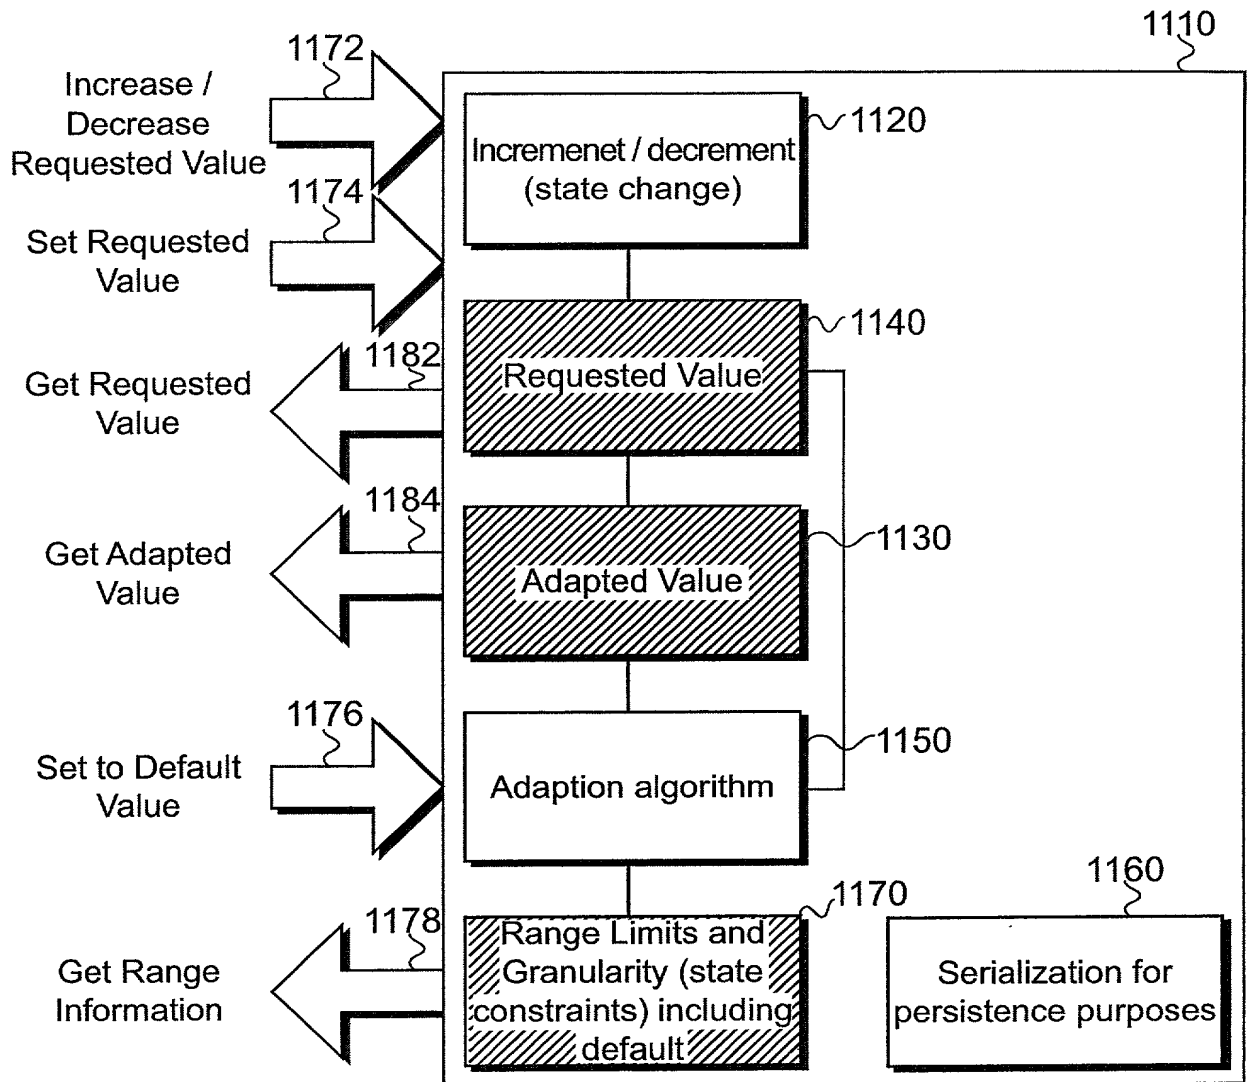 1110
1172
Increase /
Decrease
Requested Value
1120
Incremenet / decrement
(state change)
1174
Set Requested
Value
1140
1182
Get Requested
Value
Requested Value
1184
1130
Get Adapted
Value
Adapted Value
1176
1150
Set to Default
Value
Adaption algorithm
1160
1170
1178
Get Range
Information
Range Limits and
Granularity (state
constraints) including
default
Serialization for
persistence purposes